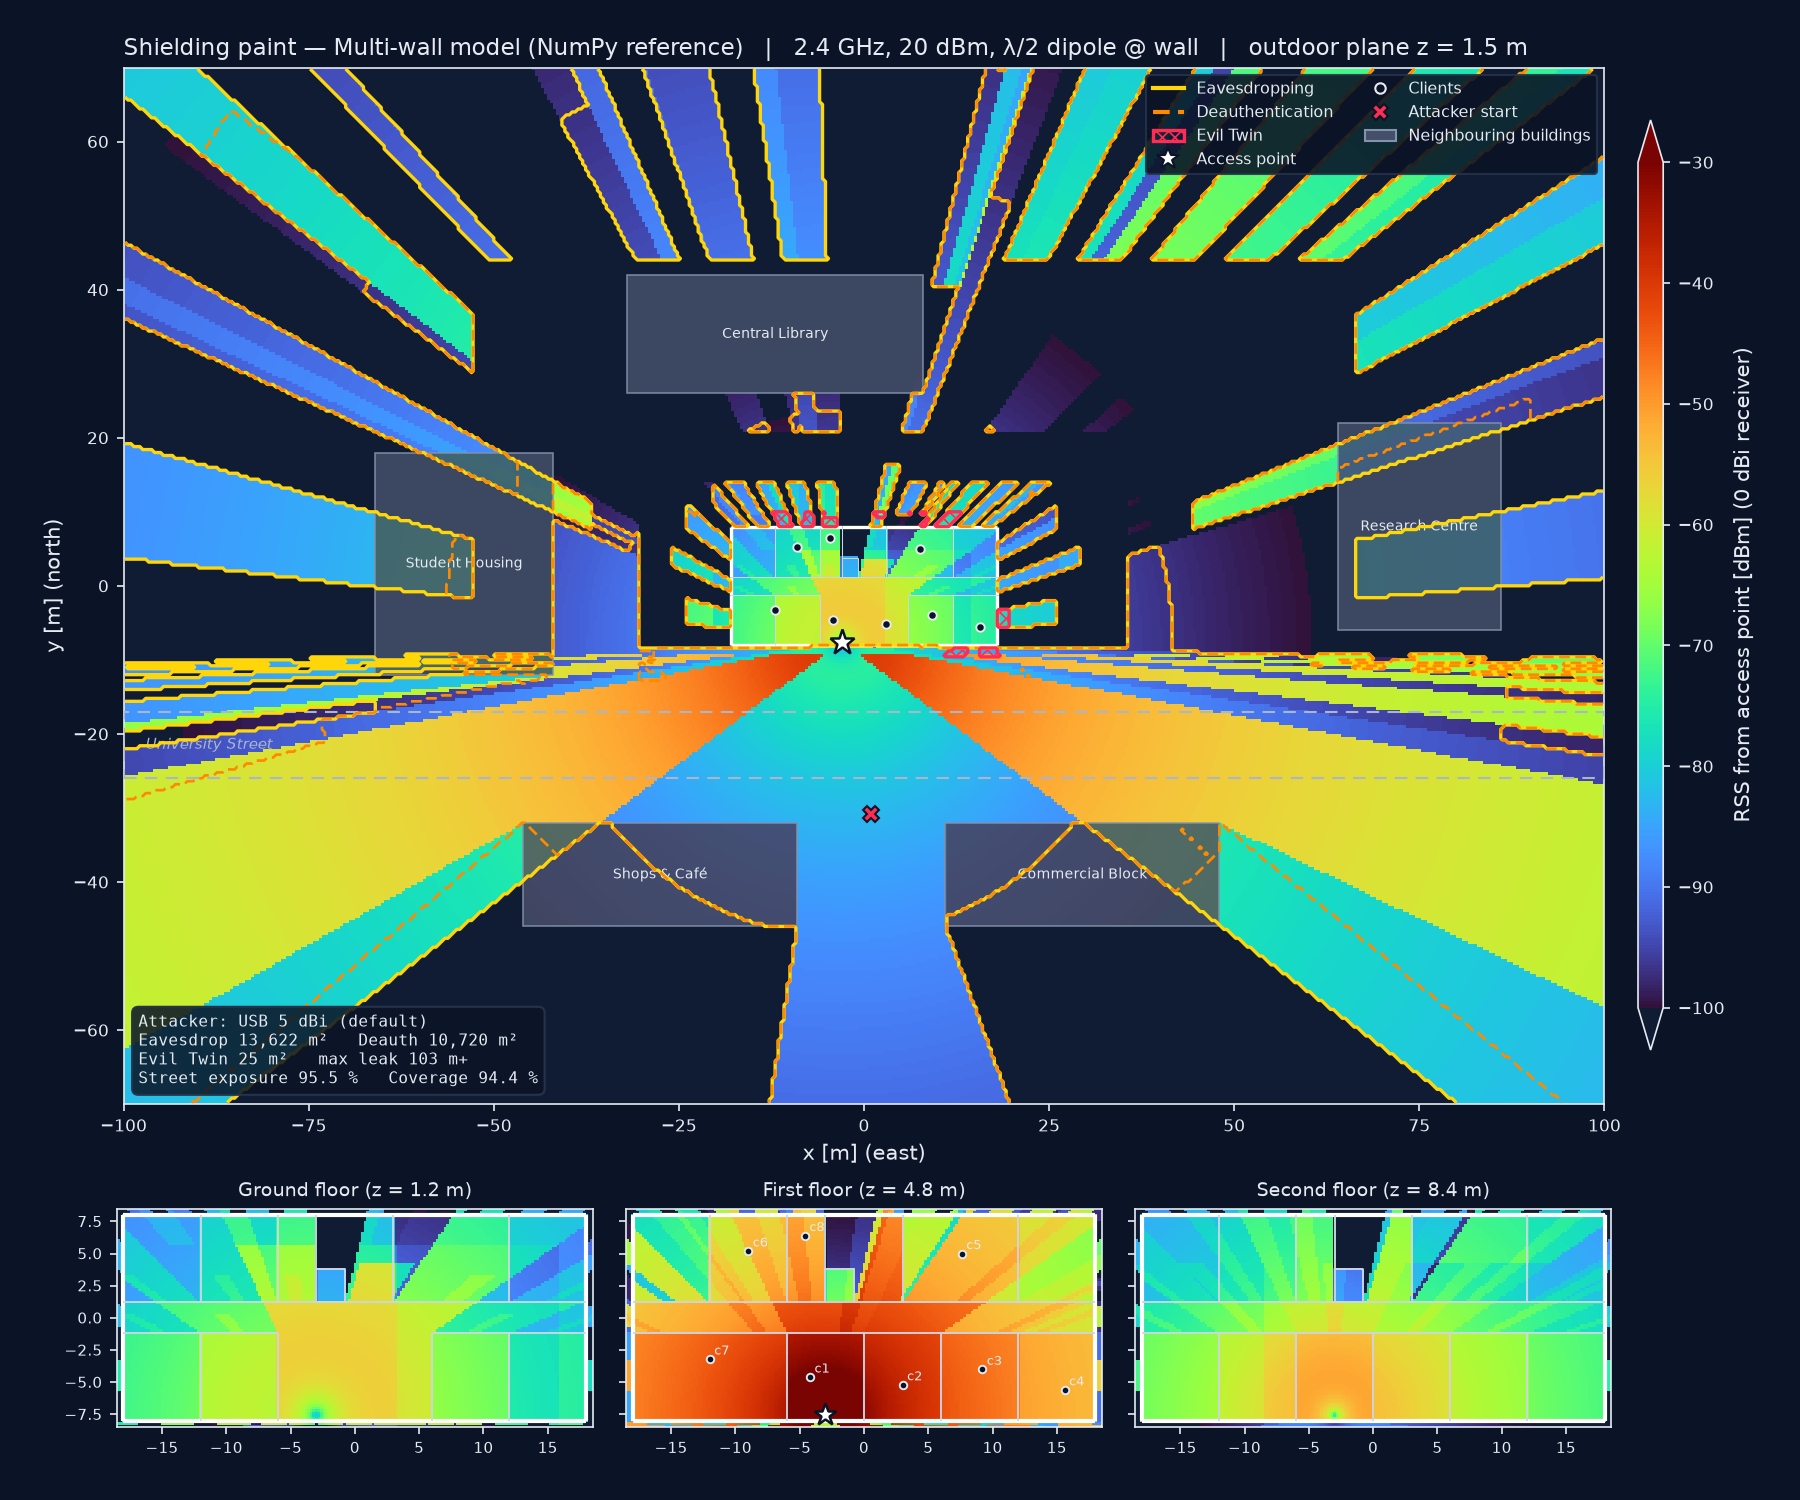 Shielding paint — Multi-wall model (NumPy reference)   |   2.4 GHz, 20 dBm, λ/2 dipole @ wall   |   outdoor plane z = 1.5 m
Eavesdropping
Deauthentication
Evil Twin
Access point
Clients
Attacker start
Neighbouring buildings
60
40
20
0
−20
−40
−60
y [m] (north)
Central Library
Student Housing
Research Centre
University Street
Shops & Café
Commercial Block
Attacker: USB 5 dBi (default)
Eavesdrop 13,622 m²   Deauth 10,720 m²
Evil Twin 25 m²   max leak 103 m+
Street exposure 95.5 %   Coverage 94.4 %
−100
−75
−50
−25
0
25
50
75
100
x [m] (east)
−30
−40
−50
−60
−70
−80
−90
−100
RSS from access point [dBm] (0 dBi receiver)
Ground floor (z = 1.2 m)
7.5
5.0
2.5
0.0
−2.5
−5.0
−7.5
−15
−10
−5
0
5
10
15
First floor (z = 4.8 m)
c8
c6
c5
c7
c1
c2
c3
c4
−15
−10
−5
0
5
10
15
Second floor (z = 8.4 m)
−15
−10
−5
0
5
10
15